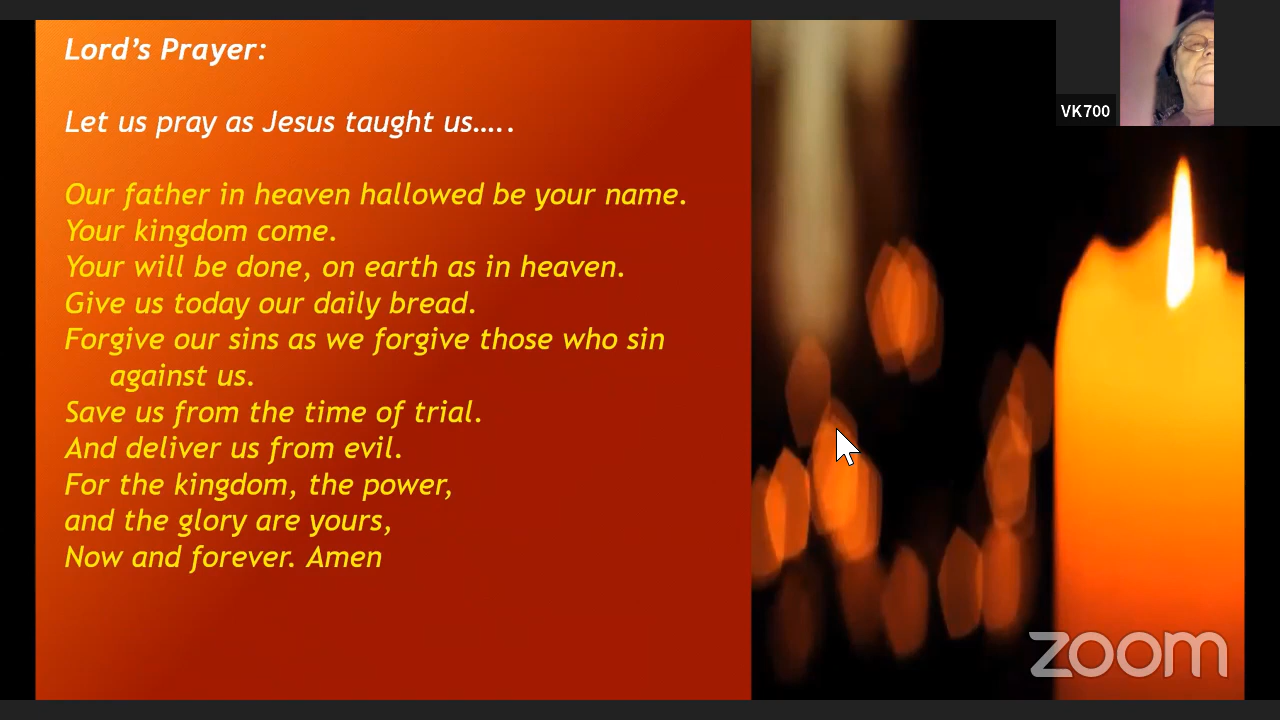 Lord's Prayer:
Let us pray as Jesus taught us.....
Our father in heaven hallowed be your name.
Your kingdom come.
Your will be done, on earth as in heaven.
Give us today our daily bread.
Forgive our sins as we forgive those who sin
against us.
Save us from the time of trial.
And deliver us from evil.
For the kingdom, the power,
and the glory are yours,
Now and forever. Amen
VK700
zoom